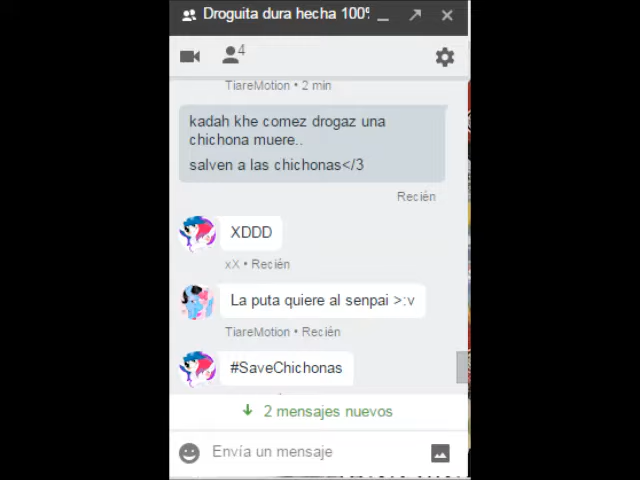 Droguita dura hecha 100%
4
TiareMotion • 2 min
kadah khe comez drogaz una
chichona muere..
salven a las chichonas</3
Recién
XDDD
xX • Recién
La puta quiere al senpai >:v
TiareMotion • Recién
#SaveChichonas
2 mensajes nuevos
Envía un mensaje